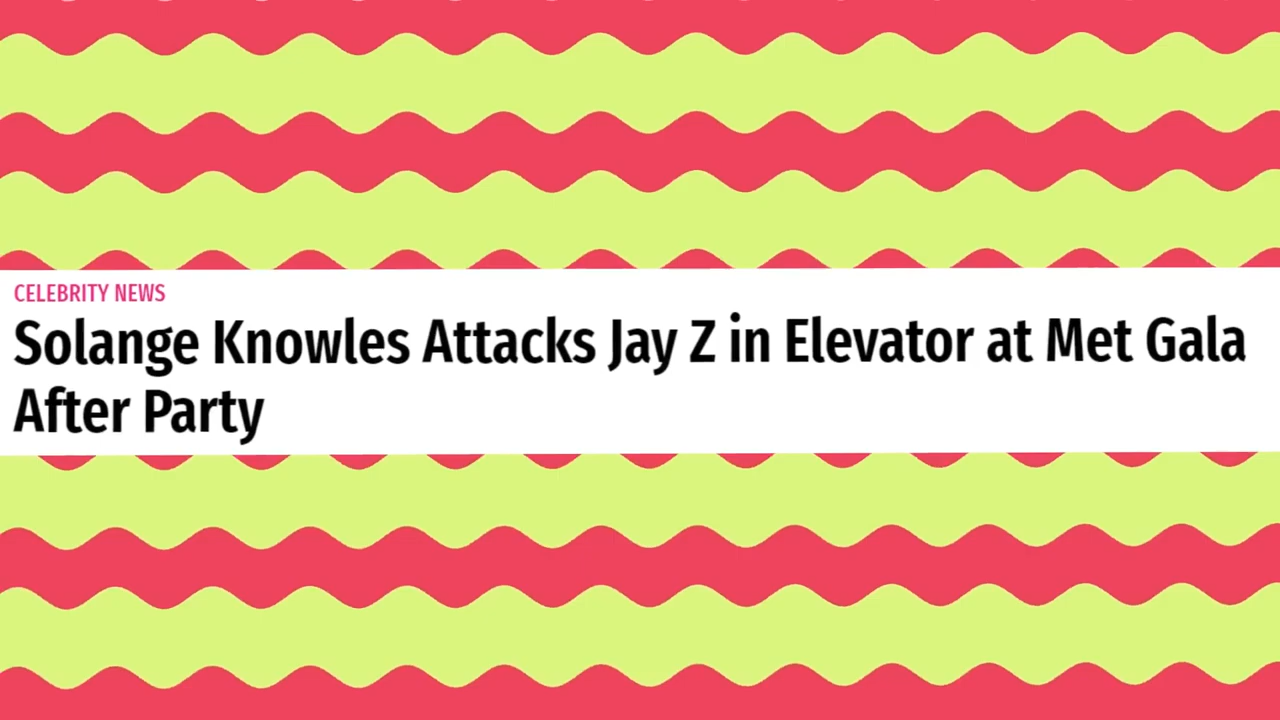 CELEBRITY NEWS
Solange Knowles Attacks Jay Z in Elevator at Met Gala
After Party